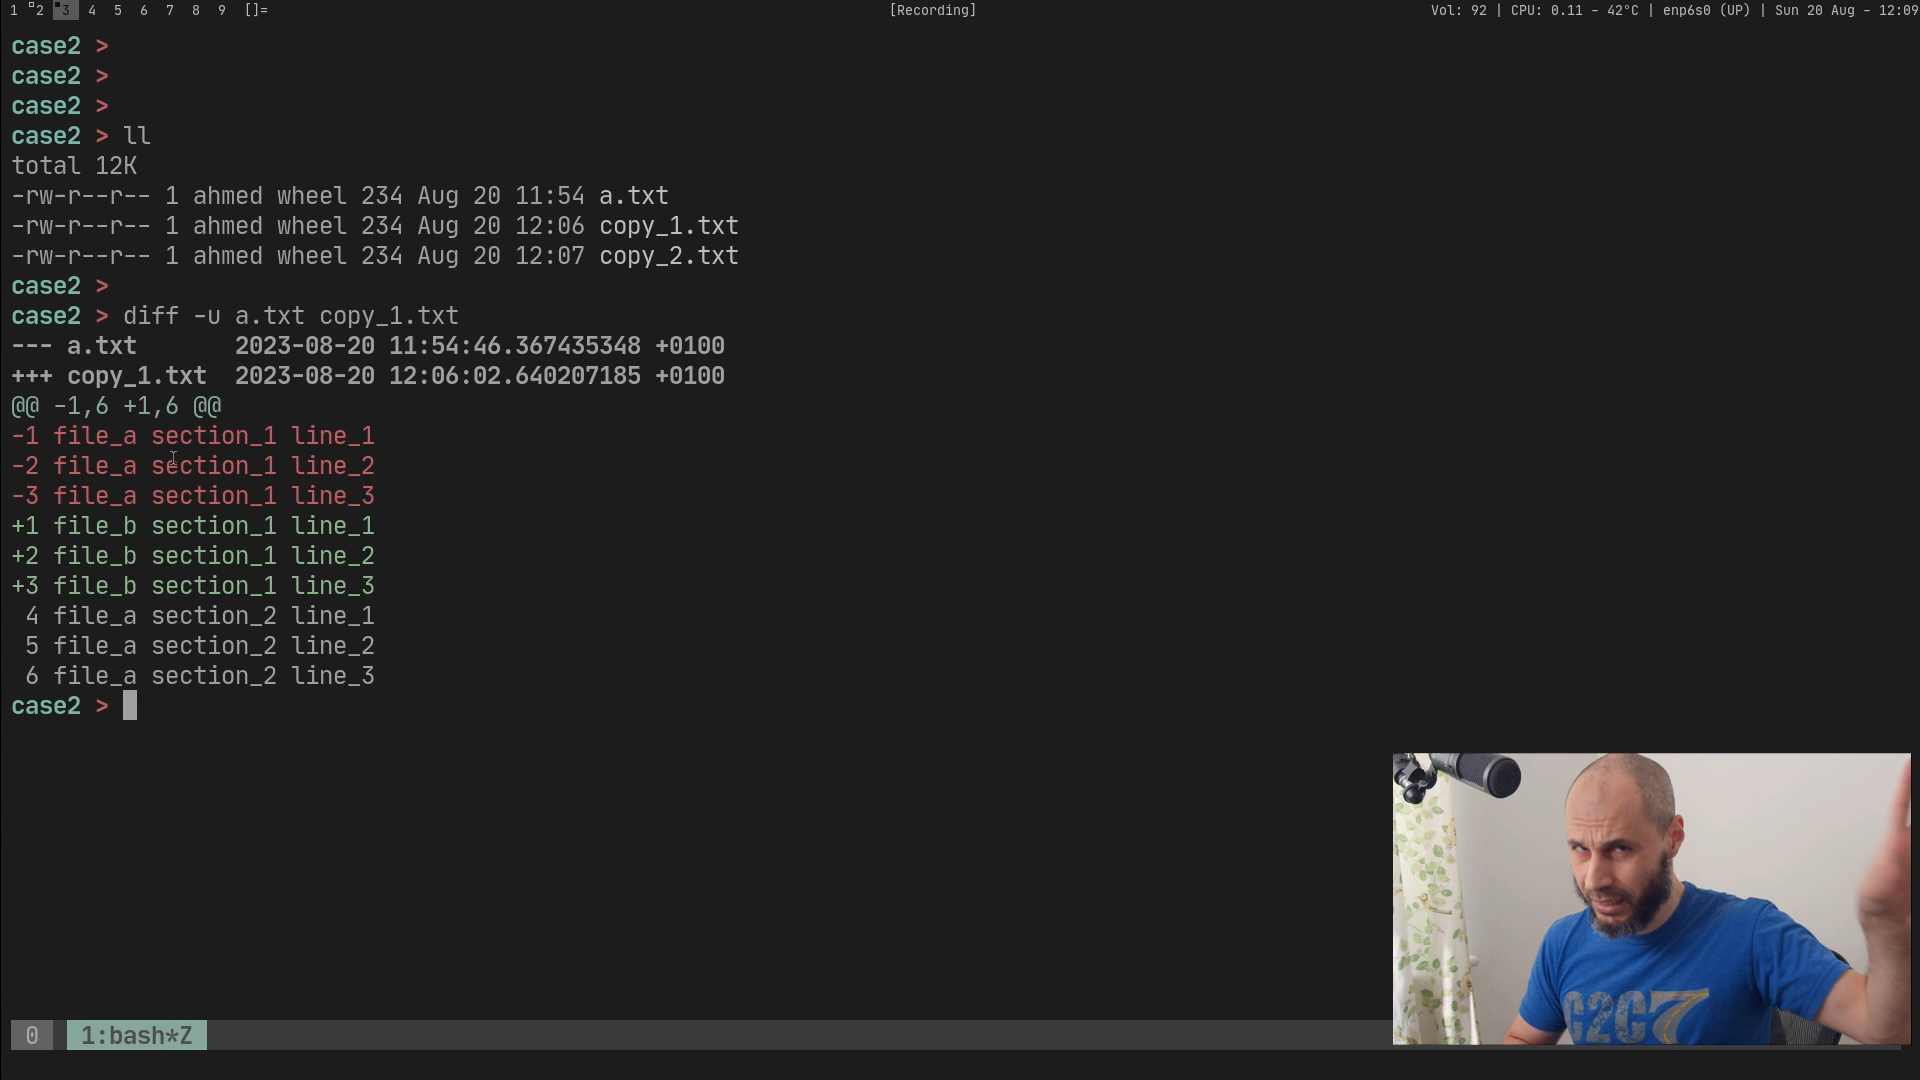 1 2 3 4 5 6 7 8 9 []= [Recording] Vol: 92 | CPU: 0.11 - 42°C | enp6s0 (UP) | Sun 20 Aug - 12:09
case2 >
case2 >
case2 >
case2 > ll
total 12K
-rw-r--r-- 1 ahmed wheel 234 Aug 20 11:54 a.txt
-rw-r--r-- 1 ahmed wheel 234 Aug 20 12:06 copy_1.txt
-rw-r--r-- 1 ahmed wheel 234 Aug 20 12:07 copy_2.txt
case2 >
case2 > diff -u a.txt copy_1.txt
--- a.txt       2023-08-20 11:54:46.367435348 +0100
+++ copy_1.txt  2023-08-20 12:06:02.640207185 +0100
@@ -1,6 +1,6 @@
-1 file_a section_1 line_1
-2 file_a section_1 line_2
-3 file_a section_1 line_3
+1 file_b section_1 line_1
+2 file_b section_1 line_2
+3 file_b section_1 line_3
 4 file_a section_2 line_1
 5 file_a section_2 line_2
 6 file_a section_2 line_3
case2 >
C2C7
0 1:bash*Z